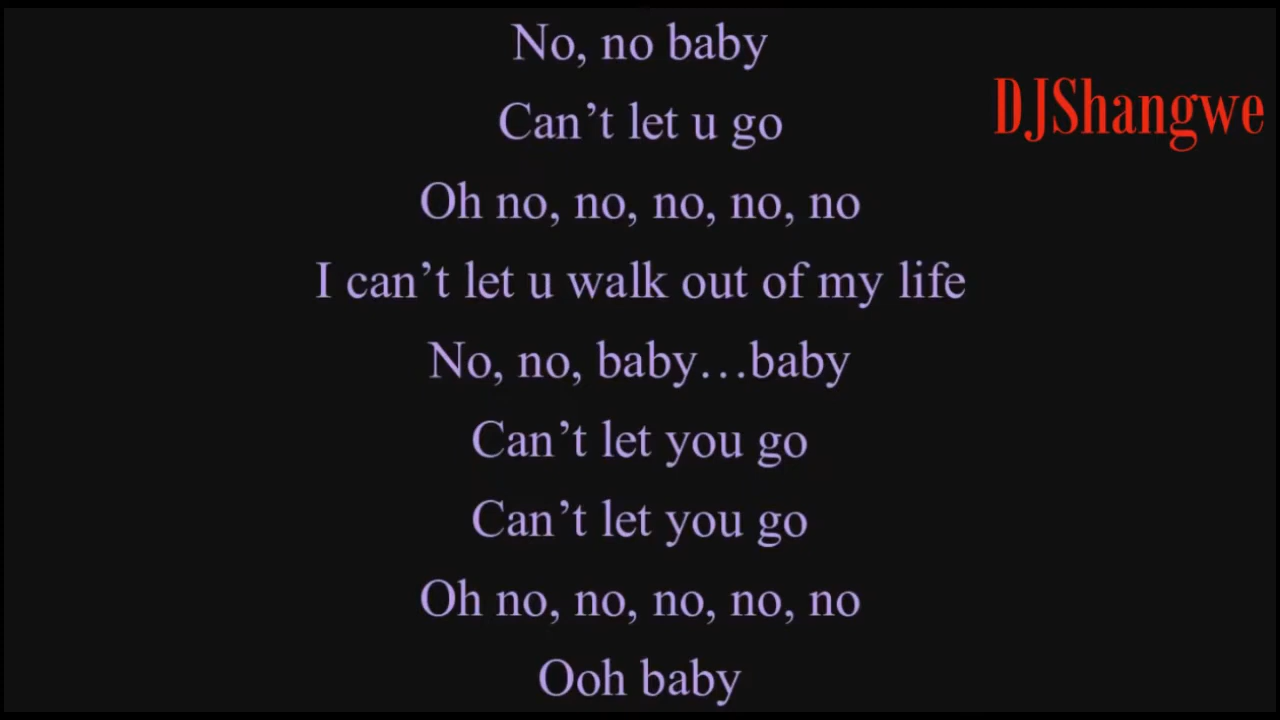 No, no baby
Can’t let u go
DJShangwe
Oh no, no, no, no, no
I can’t let u walk out of my life
No, no, baby…baby
Can’t let you go
Can’t let you go
Oh no, no, no, no, no
Ooh baby